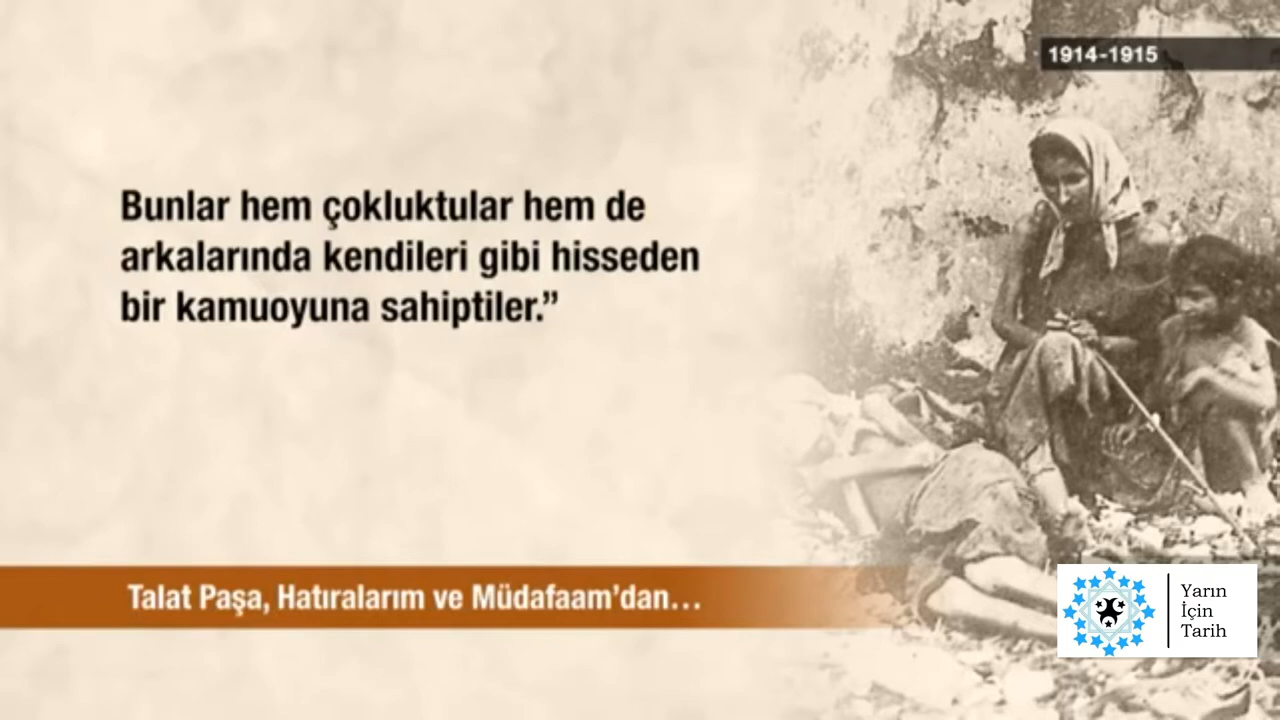 1914-1915
Bunlar hem çokluktular hem de
arkalarında kendileri gibi hisseden
bir kamuoyuna sahiptiler.”
Talat Paşa, Hatıralarım ve Müdafaam’dan…
Yarın
İçin
Tarih